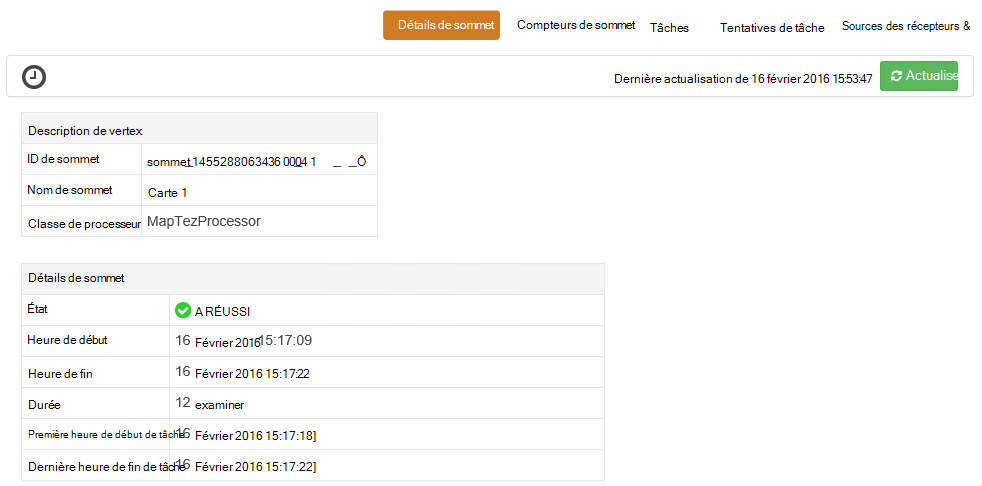 Détails de sommet Compteurs de sommet Tâches Tentatives de tâche Sources des récepteurs &
Dernière actualisation de 16 février 2016 15:53:47 Actualise
Description de vertex
ID de sommet sommet_1455288063436_0004_1 _ _Ô
Nom de sommet Carte 1
Classe de processeur MapTezProcessor
Détails de sommet
État A RÉUSSI
Heure de début 16 Février 2016 15:17:09
Heure de fin 16 Février 2016 15:17:22
Durée 12 examiner
Première heure de début de tâche 16 Février 2016 15:17:18]
Dernière heure de fin de tâche 16 Février 2016 15:17:22]